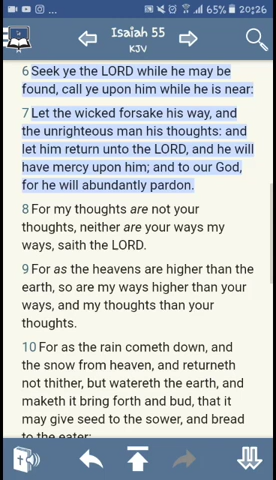 65% 20:26
Isaiah 55
KJV
6 Seek ye the LORD while he may be
found, call ye upon him while he is near:
7 Let the wicked forsake his way, and
the unrighteous man his thoughts: and
let him return unto the LORD, and he will
have mercy upon him; and to our God,
for he will abundantly pardon.
8 For my thoughts are not your
thoughts, neither are your ways my
ways, saith the LORD.
9 For as the heavens are higher than the
earth, so are my ways higher than your
ways, and my thoughts than your
thoughts.
10 For as the rain cometh down, and
the snow from heaven, and returneth
not thither, but watereth the earth, and
maketh it bring forth and bud, that it
may give seed to the sower, and bread
to the eater: